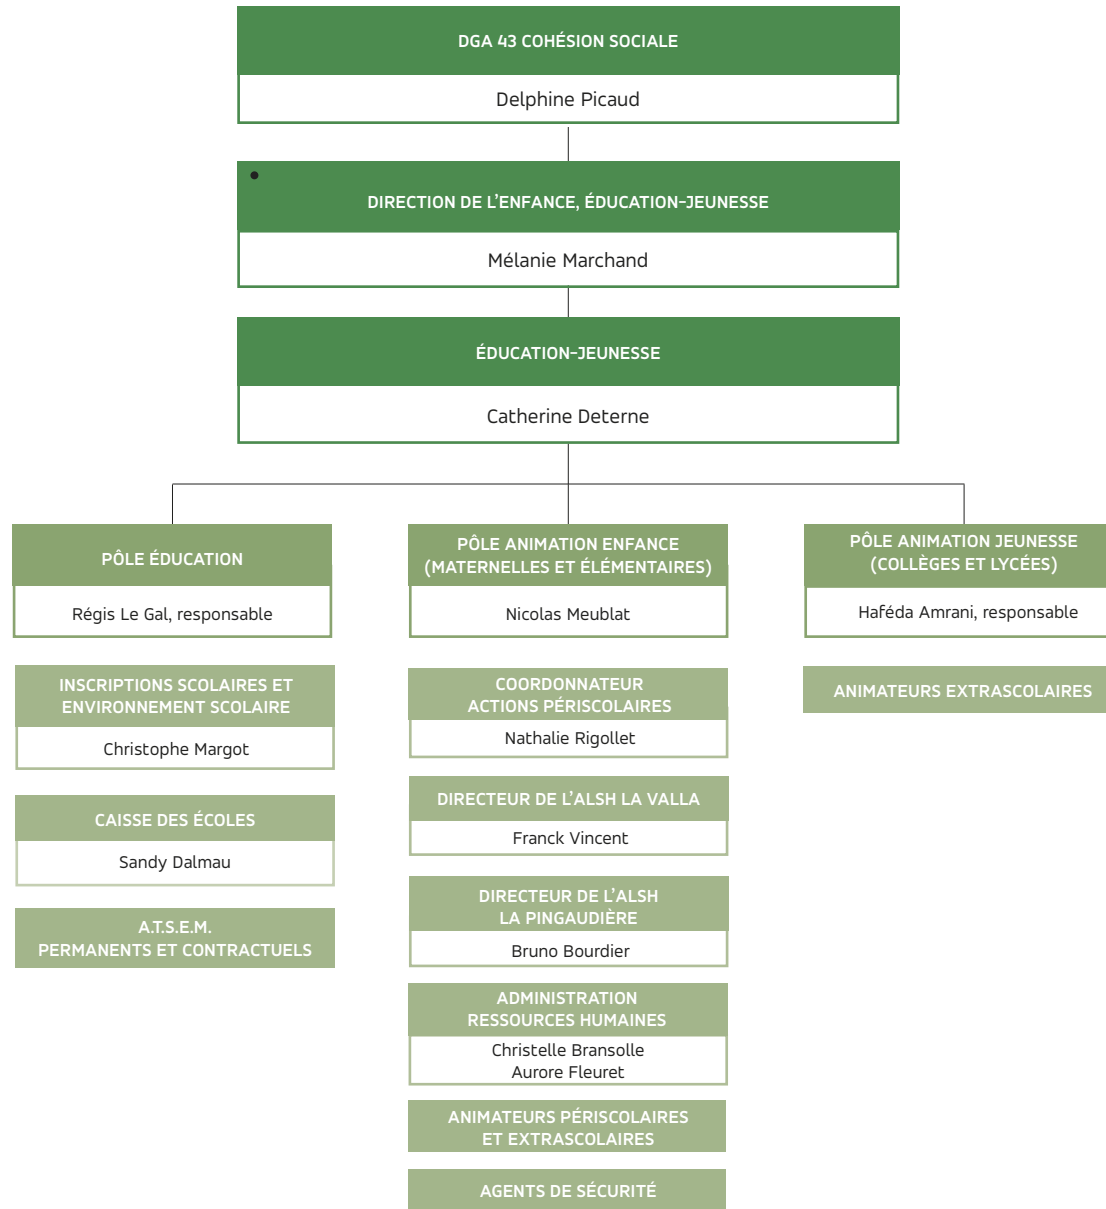 DGA 43 COHÉSION SOCIALE
Delphine Picaud
DIRECTION DE L'ENFANCE, ÉDUCATION-JEUNESSE
Mélanie Marchand
ÉDUCATION-JEUNESSE
Catherine Deterne
PÔLE ÉDUCATION
Régis Le Gal, responsable
INSCRIPTIONS SCOLAIRES ET
ENVIRONNEMENT SCOLAIRE
Christophe Margot
CAISSE DES ÉCOLES
Sandy Dalmau
A.T.S.E.M.
PERMANENTS ET CONTRACTUELS
PÔLE ANIMATION ENFANCE
(MATERNELLES ET ÉLÉMENTAIRES)
Nicolas Meublat
COORDONNATEUR
ACTIONS PÉRISCOLAIRES
Nathalie Rigollet
DIRECTEUR DE L'ALSH LA VALLA
Franck Vincent
DIRECTEUR DE L'ALSH
LA PINGAUDIÈRE
Bruno Bourdier
ADMINISTRATION
RESSOURCES HUMAINES
Christelle Bransolle
Aurore Fleuret
ANIMATEURS PÉRISCOLAIRES
ET EXTRASCOLAIRES
AGENTS DE SÉCURITÉ
PÔLE ANIMATION JEUNESSE
(COLLÈGES ET LYCÉES)
Haféda Amrani, responsable
ANIMATEURS EXTRASCOLAIRES